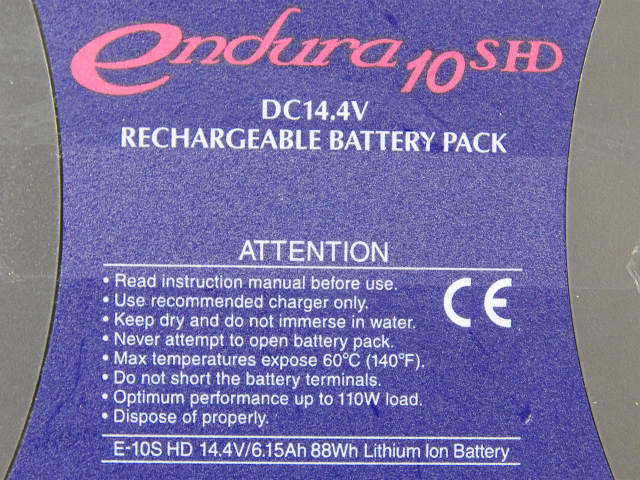 endura 10 S HD
DC14.4V
RECHARGEABLE BATTERY PACK
ATTENTION
• Read instruction manual before use.
• Use recommended charger only.
• Keep dry and do not immerse in water.
• Never attempt to open battery pack.
• Max temperatures expose 60°C (140°F).
• Do not short the battery terminals.
• Optimum performance up to 110W load.
• Dispose of properly.
CE
E-10S HD 14.4V/6.15Ah 88Wh Lithium Ion Battery